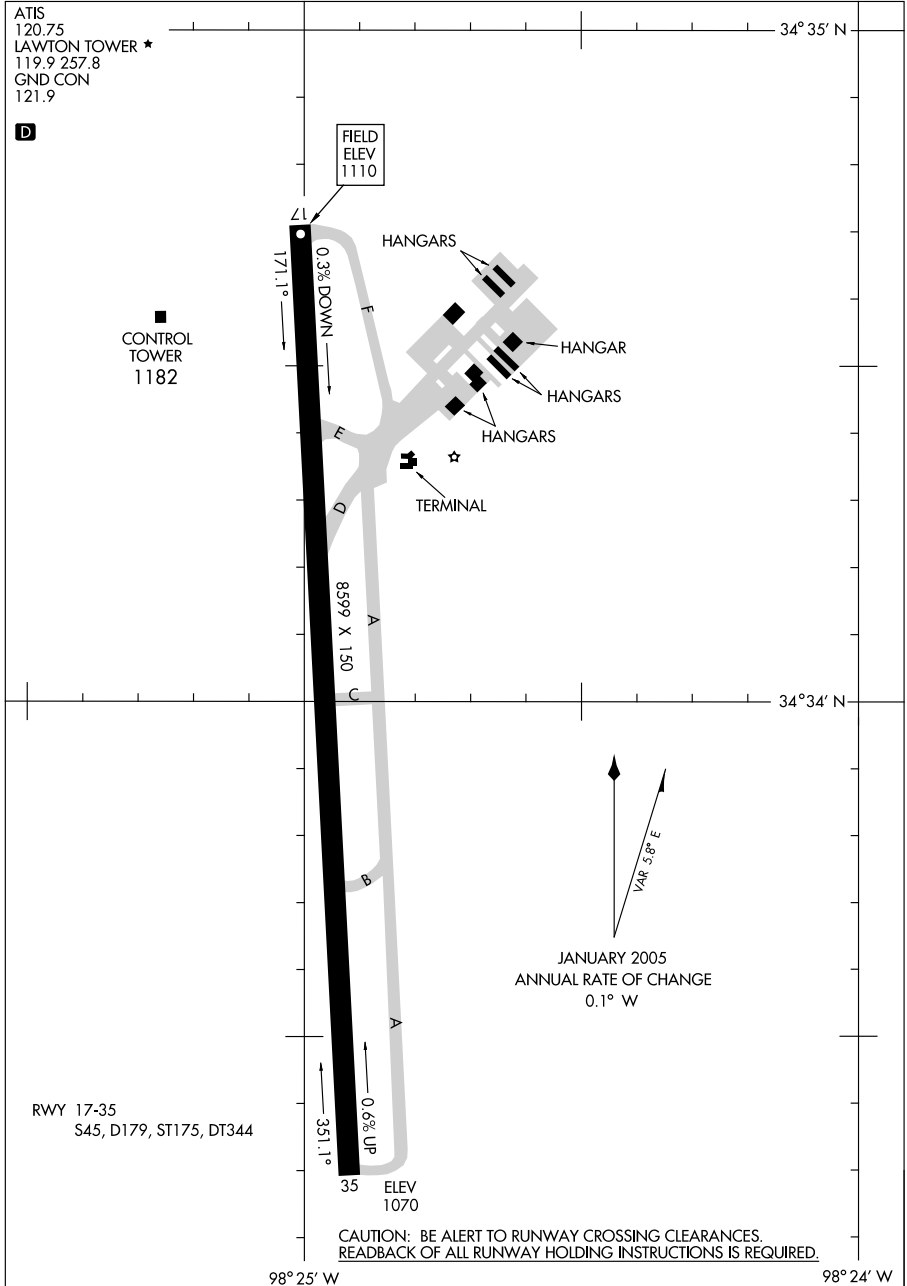 ATIS
120.75
LAWTON TOWER ★
119.9 257.8
GND CON
121.9
D
34°35' N
FIELD
ELEV
1110
17
171.1°
0.3% DOWN
F
HANGARS
CONTROL
TOWER
1182
HANGAR
HANGARS
HANGARS
E
TERMINAL
D
8599 X 150
A
C
34°34' N
VAR 5.8° E
B
JANUARY 2005
ANNUAL RATE OF CHANGE
0.1° W
A
RWY 17-35
S45, D179, ST175, DT344
351.1°
0.6% UP
35
ELEV
1070
CAUTION: BE ALERT TO RUNWAY CROSSING CLEARANCES.
READBACK OF ALL RUNWAY HOLDING INSTRUCTIONS IS REQUIRED.
98°25' W
98°24' W